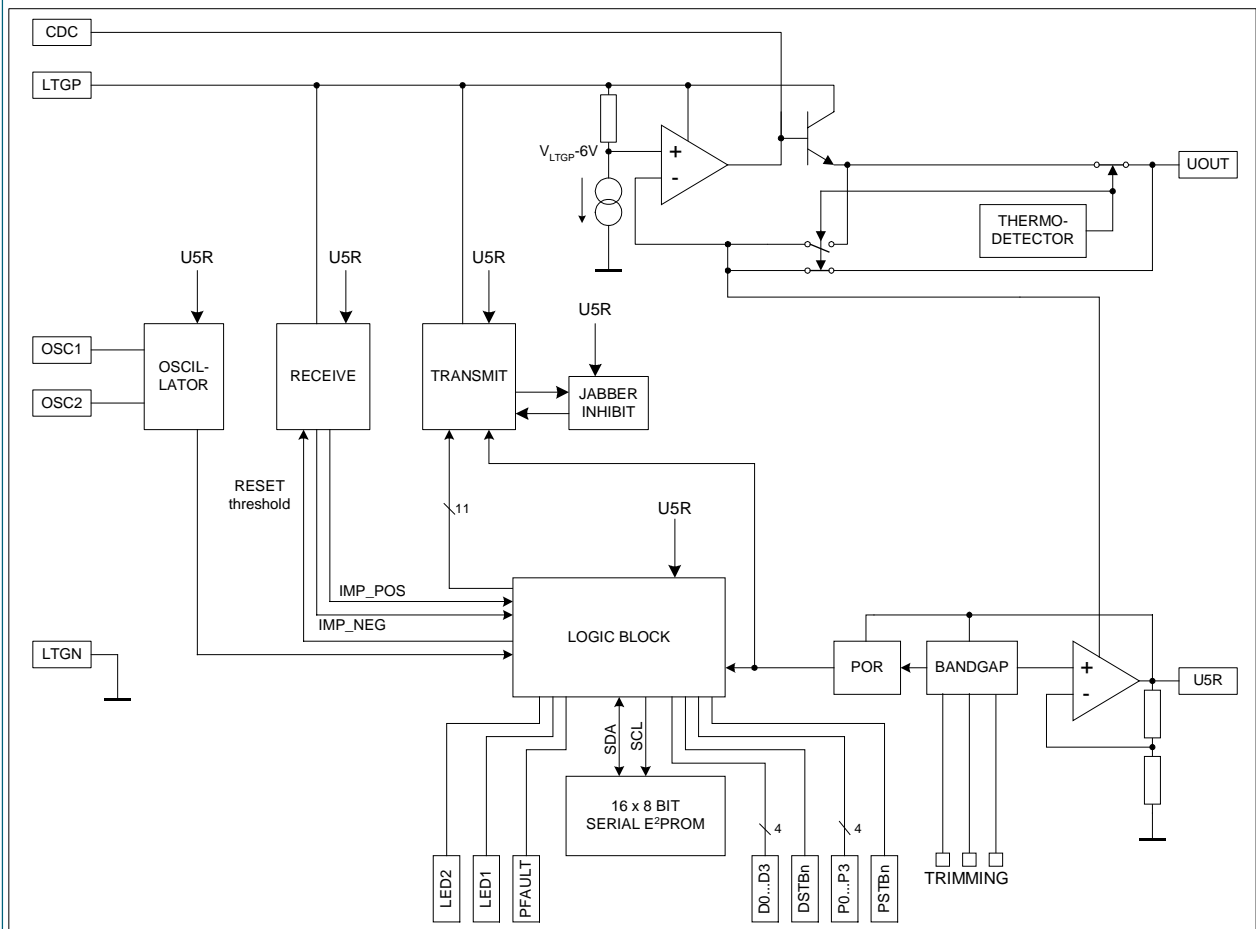 CDC
LTGP
V_LTGP-6V
+
-
UOUT
THERMO-
DETECTOR
U5R
U5R
U5R
U5R
OSC1
OSC2
OSCIL-
LATOR
RECEIVE
TRANSMIT
JABBER
INHIBIT
RESET
threshold
11
U5R
IMP_POS
IMP_NEG
LOGIC BLOCK
LTGN
POR
BANDGAP
+
-
U5R
SDA
SCL
16 x 8 BIT
SERIAL E²PROM
4
4
LED2
LED1
PFAULT
D0...D3
DSTBn
P0...P3
PSTBn
TRIMMING